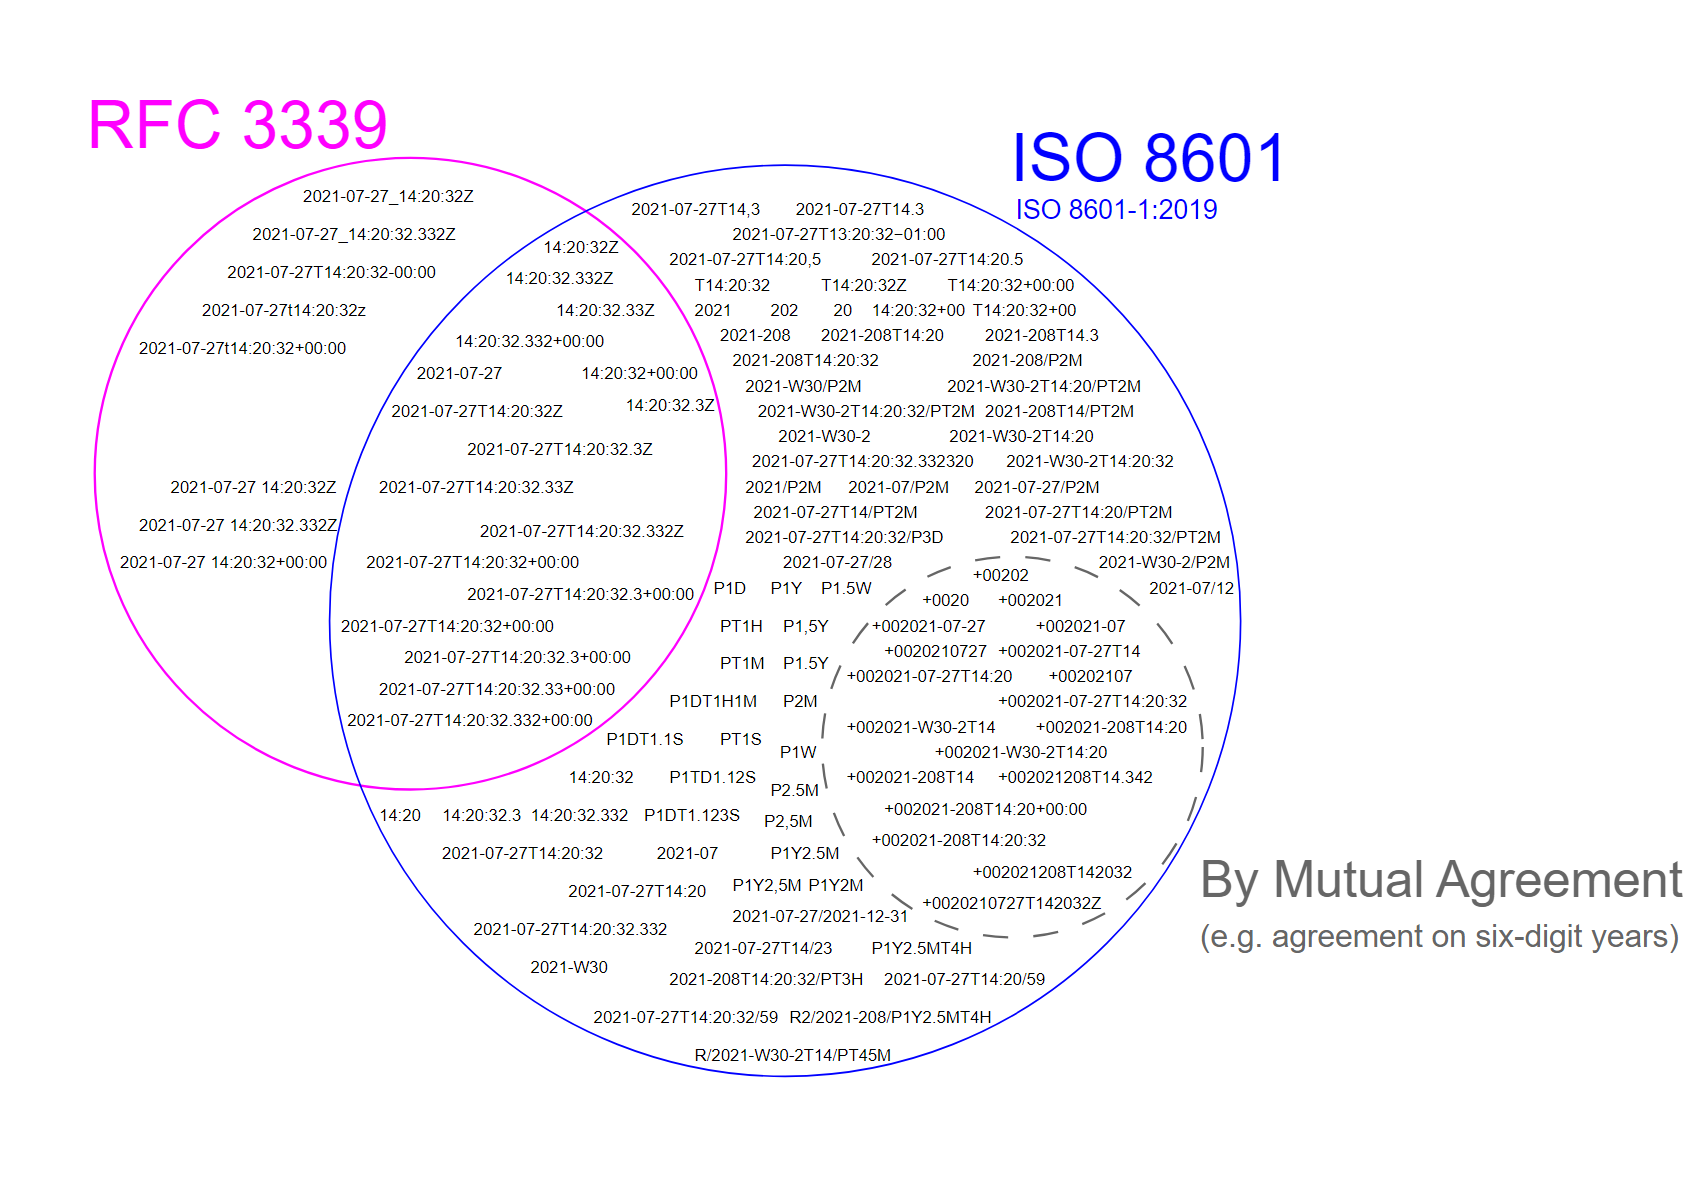 RFC 3339
ISO 8601
ISO 8601-1:2019
2021-07-27_14:20:32Z
2021-07-27_14:20:32.332Z
2021-07-27T14:20:32-00:00
2021-07-27t14:20:32z
2021-07-27t14:20:32+00:00
2021-07-27 14:20:32Z
2021-07-27 14:20:32.332Z
2021-07-27 14:20:32+00:00
14:20:32Z
14:20:32.332Z
14:20:32.33Z
14:20:32.332+00:00
2021-07-27 14:20:32+00:00
14:20:32.3Z
2021-07-27T14:20:32Z
2021-07-27T14:20:32.3Z
2021-07-27T14:20:32.33Z
2021-07-27T14:20:32.332Z
2021-07-27T14:20:32+00:00
2021-07-27T14:20:32.3+00:00
2021-07-27T14:20:32+00:00
2021-07-27T14:20:32.3+00:00
2021-07-27T14:20:32.33+00:00
2021-07-27T14:20:32.332+00:00
2021-07-27T14,3 2021-07-27T14.3
2021-07-27T13:20:32−01:00
2021-07-27T14:20,5 2021-07-27T14:20.5
T14:20:32 T14:20:32Z T14:20:32+00:00
2021 202 20 14:20:32+00 T14:20:32+00
2021-208 2021-208T14:20 2021-208T14.3
2021-208T14:20:32 2021-208/P2M
2021-W30/P2M 2021-W30-2T14:20/PT2M
2021-W30-2T14:20:32/PT2M 2021-208T14/PT2M
2021-W30-2 2021-W30-2T14:20
2021-07-27T14:20:32.332320 2021-W30-2T14:20:32
2021/P2M 2021-07/P2M 2021-07-27/P2M
2021-07-27T14/PT2M 2021-07-27T14:20/PT2M
2021-07-27T14:20:32/P3D 2021-07-27T14:20:32/PT2M
2021-07-27/28 2021-W30-2/P2M
P1D P1Y P1.5W 2021-07/12
PT1H P1,5Y
PT1M P1.5Y
P1DT1H1M P2M
P1DT1.1S PT1S P1W
14:20:32 P1TD1.12S P2.5M
14:20 14:20:32.3 14:20:32.332 P1DT1.123S P2,5M
2021-07-27T14:20:32 2021-07 P1Y2.5M
2021-07-27T14:20 P1Y2,5M P1Y2M
2021-07-27/2021-12-31
2021-07-27T14:20:32.332
2021-07-27T14/23 P1Y2.5MT4H
2021-W30
2021-208T14:20:32/PT3H 2021-07-27T14:20/59
2021-07-27T14:20:32/59 R2/2021-208/P1Y2.5MT4H
R/2021-W30-2T14/PT45M
+00202
+0020 +002021
+002021-07-27 +002021-07
+0020210727 +002021-07-27T14
+002021-07-27T14:20 +00202107
+002021-07-27T14:20:32
+002021-W30-2T14 +002021-208T14:20
+002021-W30-2T14:20
+002021-208T14 +002021208T14.342
+002021-208T14:20+00:00
+002021-208T14:20:32
+002021208T142032
+0020210727T142032Z
By Mutual Agreement
(e.g. agreement on six-digit years)